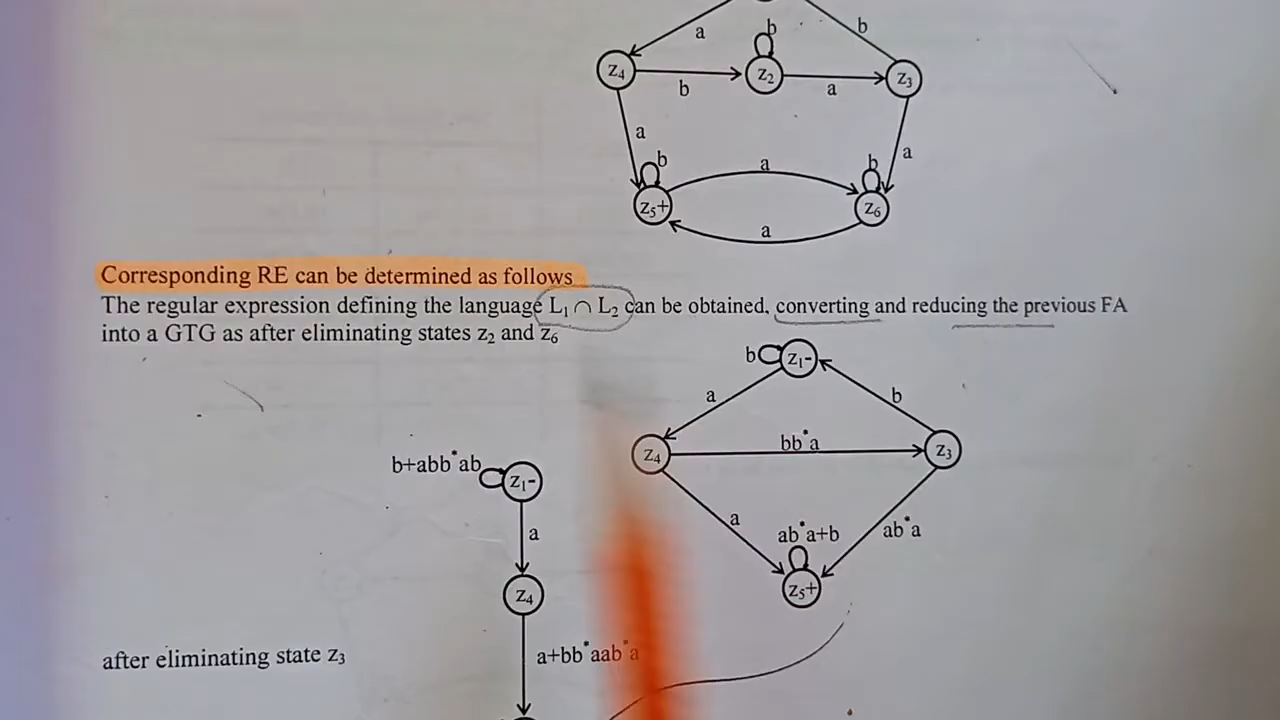 a
b
b
z4
z2
z3
b
a
a
a
b
a
b
z5+
z6
a
Corresponding RE can be determined as follows
The regular expression defining the language L1 ∩ L2 can be obtained, converting and reducing the previous FA
into a GTG as after eliminating states z2 and z6
b
z1-
a
b
bb*a
z4
z3
b+abb*ab
z1-
a
a
ab*a+b
ab*a
z5+
z4
after eliminating state z3
a+bb*aab*a